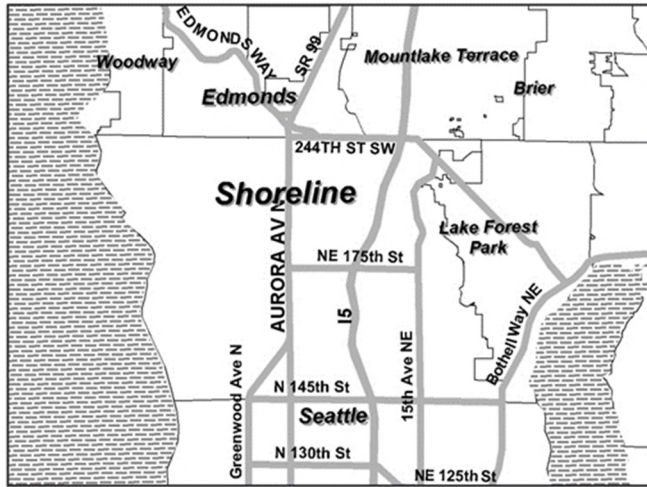 EDMONDS WAY
SR 99
Woodway
Mountlake Terrace
Edmonds
Brier
244TH ST SW
Shoreline
AURORA AV N
Lake Forest
Park
NE 175th St
I5
15th Ave NE
Bothell Way NE
Greenwood Ave N
N 145th St
Seattle
N 130th St
NE 125th St